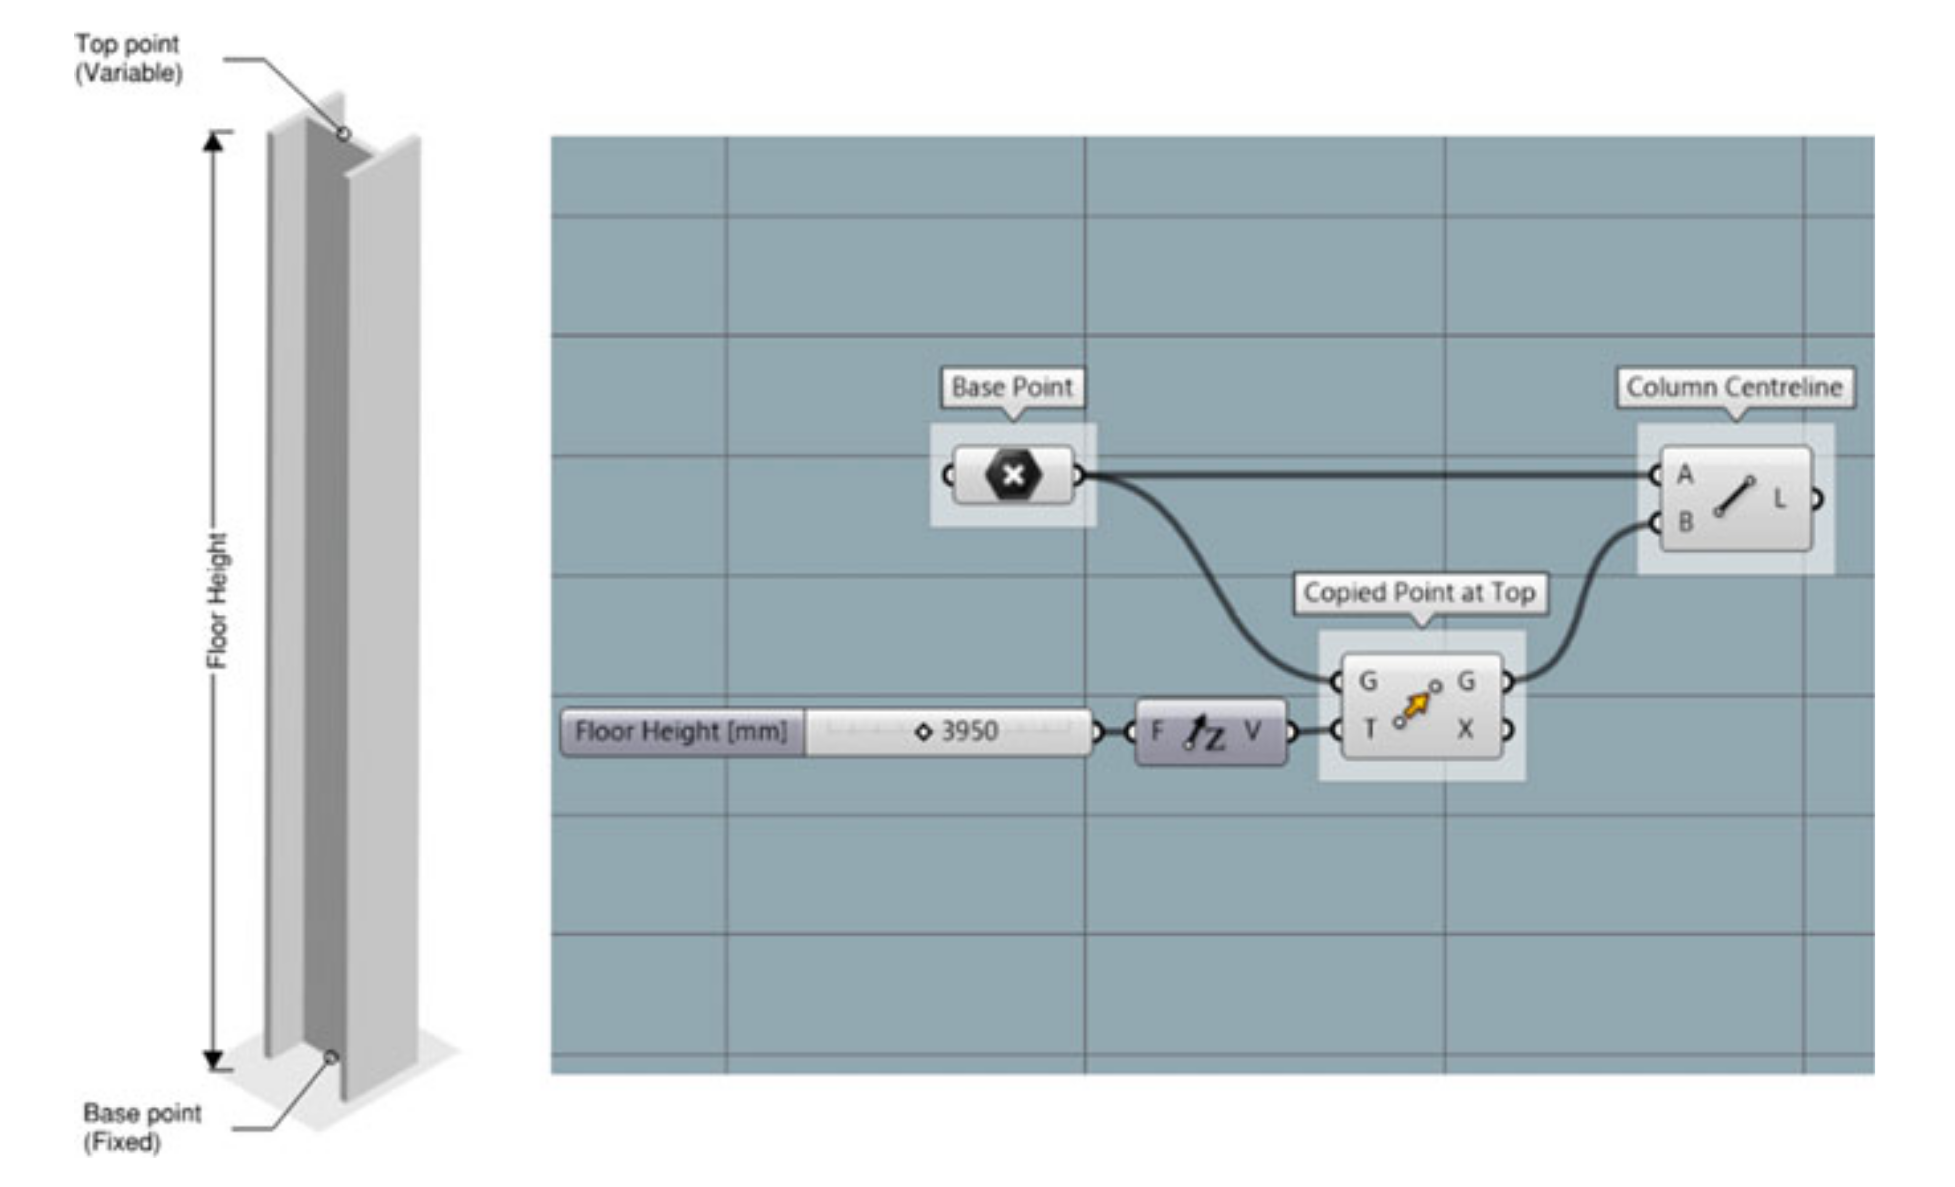 Top point
(Variable)
Floor Height
Base point
(Fixed)
Base Point
Column Centreline
A
B
L
Copied Point at Top
G
G
T
X
Floor Height [mm]
3950
F
Z
V